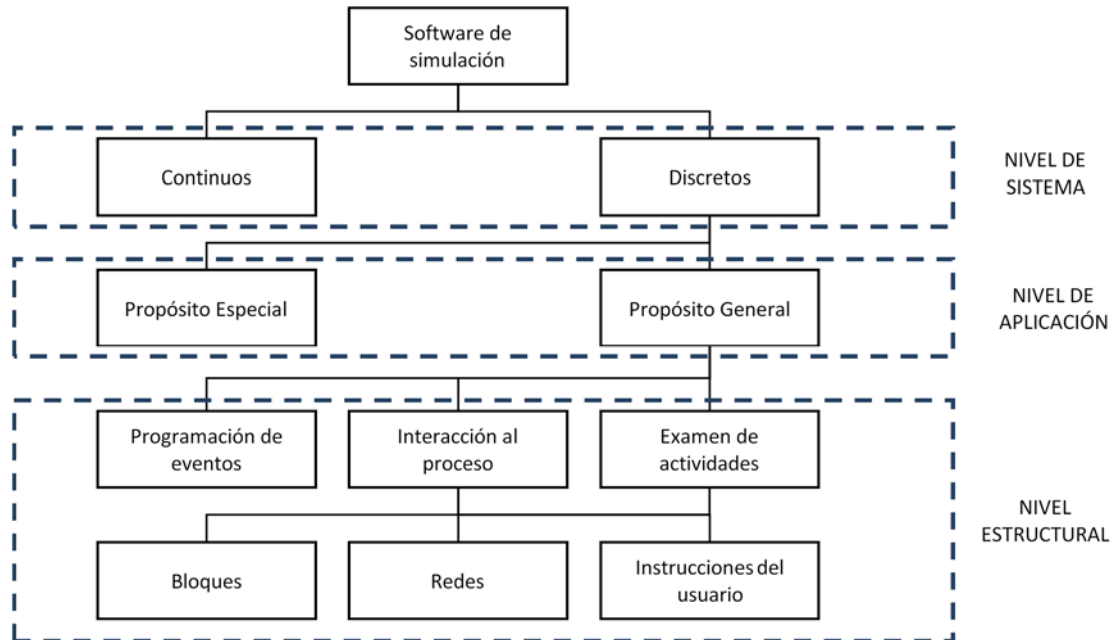 Software de
simulación
Continuos
Discretos
NIVEL DE
SISTEMA
Propósito Especial
Propósito General
NIVEL DE
APLICACIÓN
Programación de
eventos
Interacción al
proceso
Examen de
actividades
Bloques
Redes
Instrucciones del
usuario
NIVEL
ESTRUCTURAL